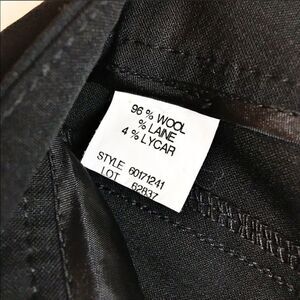 96 % WOOL
% LAINE
4 % LYCAR
STYLE 60171241
LOT 62837